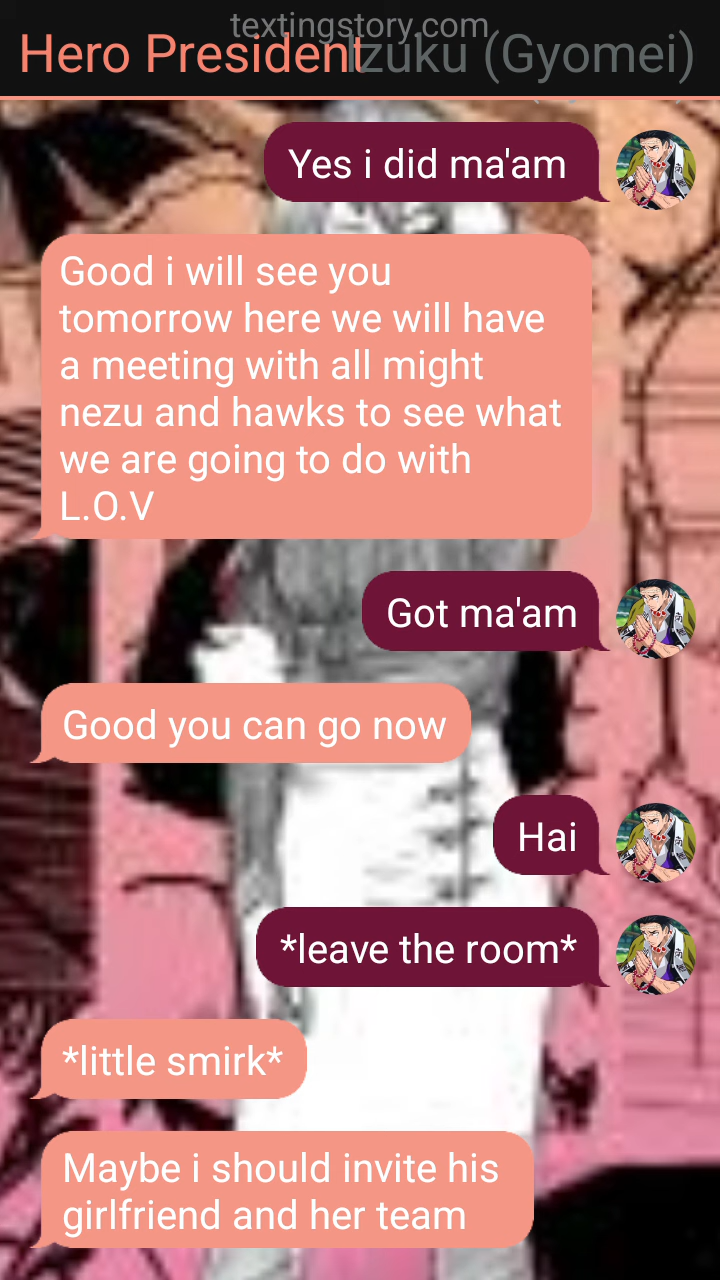 textingstory.com
Hero President Izuku (Gyomei)
Yes i did ma'am
Good i will see you
tomorrow here we will have
a meeting with all might
nezu and hawks to see what
we are going to do with
L.O.V
Got ma'am
Good you can go now
Hai
*leave the room*
*little smirk*
Maybe i should invite his
girlfriend and her team